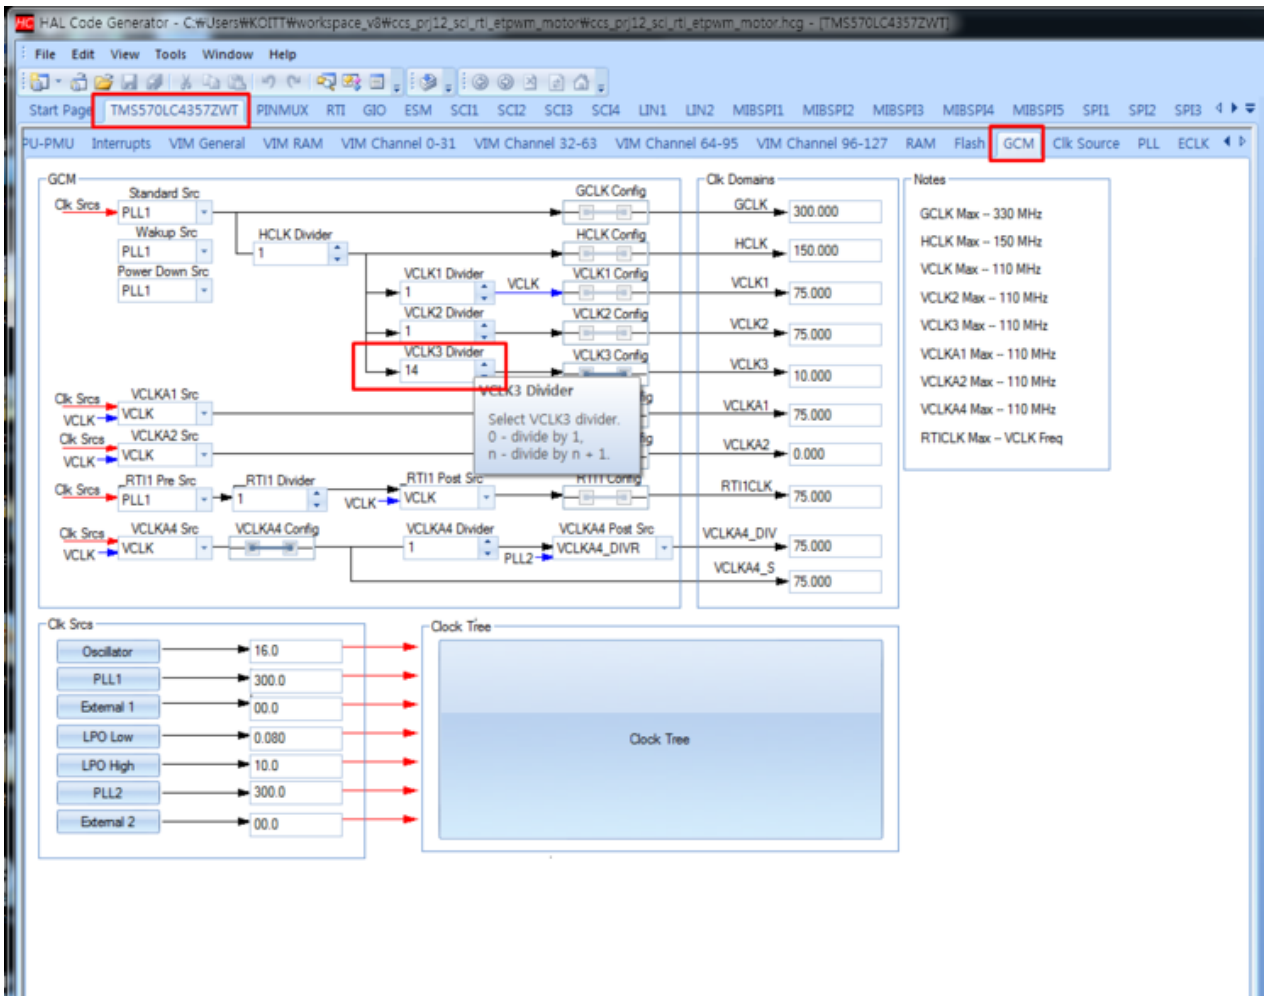 HAL Code Generator - C:₩Users₩KOITT₩workspace_v8₩ccs_prj12_sci_rti_etpwm_motor₩ccs_prj12_sci_rti_etpwm_motor.hcg - [TMS570LC4357ZWT]
File Edit View Tools Window Help
Start Page TMS570LC4357ZWT PINMUX RTI GIO ESM SCI1 SCI2 SCI3 SCI4 LIN1 LIN2 MIBSPI1 MIBSPI2 MIBSPI3 MIBSPI4 MIBSPI5 SPI1 SPI2 SPI3
PU-PMU Interrupts VIM General VIM RAM VIM Channel 0-31 VIM Channel 32-63 VIM Channel 64-95 VIM Channel 96-127 RAM Flash GCM Clk Source PLL ECLK
GCM Clk Domains Notes
Standard Src GCLK Config
Clk Srcs PLL1 GCLK 300.000 GCLK Max -- 330 MHz
Wakup Src HCLK Divider HCLK Config
PLL1 1 HCLK 150.000 HCLK Max -- 150 MHz
Power Down Src VCLK1 Divider VCLK1 Config VCLK Max -- 110 MHz
PLL1 1 VCLK VCLK1 75.000
VCLK2 Divider VCLK2 Config VCLK2 Max -- 110 MHz
1 VCLK2 75.000 VCLK3 Max -- 110 MHz
VCLK3 Divider VCLK3 Config VCLKA1 Max -- 110 MHz
14 VCLK3 10.000
VCLK3 Divider VCLKA2 Max -- 110 MHz
Select VCLK3 divider.
0 - divide by 1,
n - divide by n + 1.
Clk Srcs VCLKA1 Src VCLKA1 VCLKA4 Max -- 110 MHz
VCLK VCLK 75.000
Clk Srcs VCLKA2 Src VCLKA2 RTICLK Max -- VCLK Freq
VCLK VCLK 0.000
_RTI1 Pre Src _RTI1 Divider _RTI1 Post Src RTI1 Config
Clk Srcs PLL1 1 VCLK VCLK RTI1CLK 75.000
VCLKA4 Src VCLKA4 Config VCLKA4 Divider VCLKA4 Post Src VCLKA4_DIV
Clk Srcs VCLK VCLK 1 PLL2 VCLKA4_DIVR 75.000
VCLKA4_S 75.000
Clk Srcs Clock Tree
Oscillator 16.0
PLL1 300.0
External 1 00.0
LPO Low 0.080 Clock Tree
LPO High 10.0
PLL2 300.0
External 2 00.0